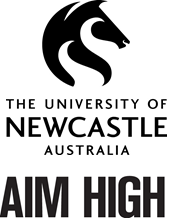 THE UNIVERSITY OF
NEWCASTLE
AUSTRALIA
AIM HIGH